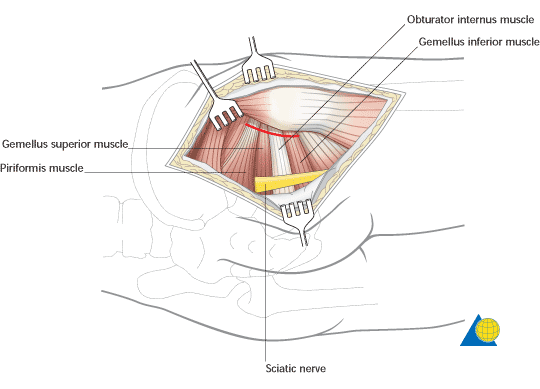 Obturator internus muscle
Gemellus inferior muscle
Gemellus superior muscle
Piriformis muscle
Sciatic nerve